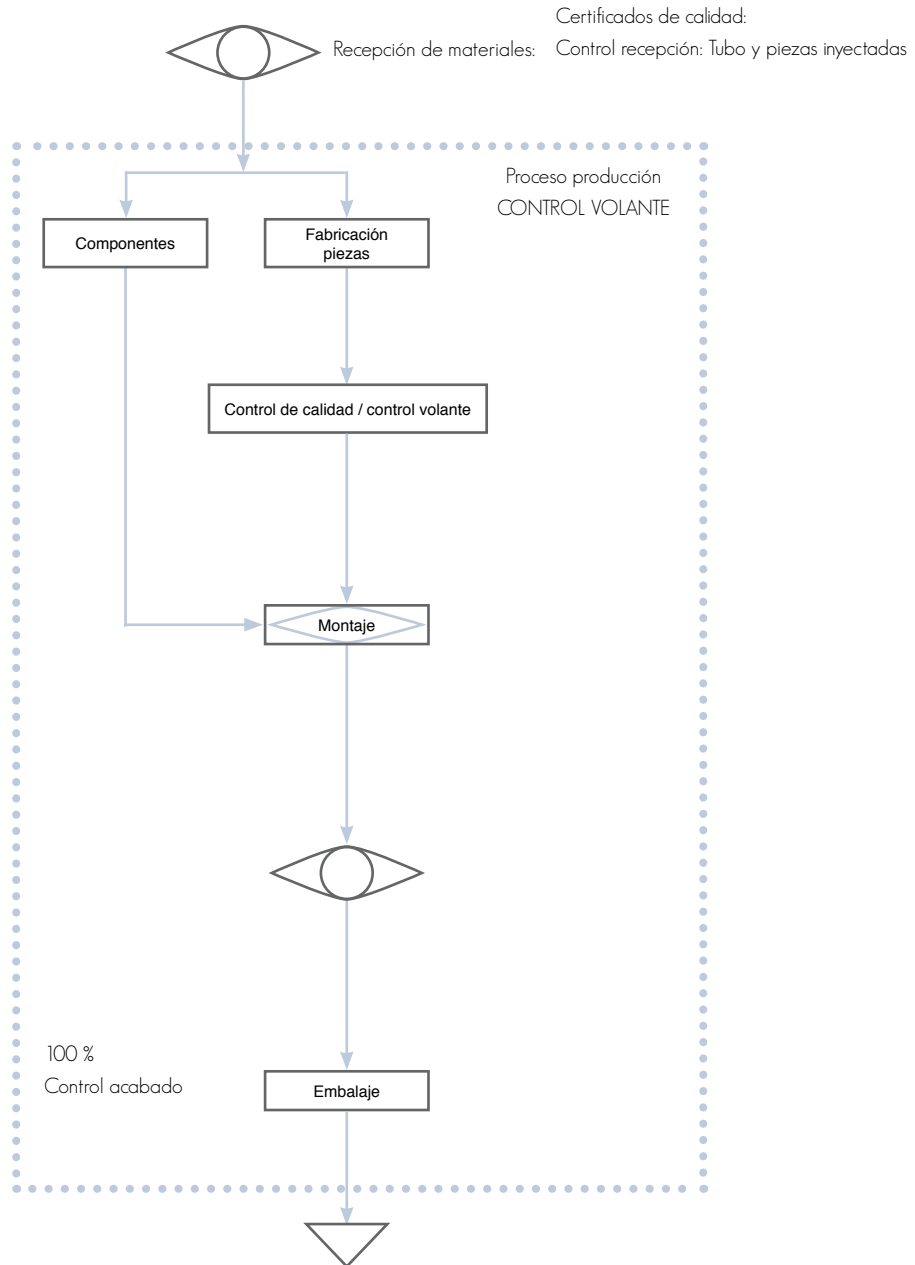 Certificados de calidad:
Recepción de materiales: Control recepción: Tubo y piezas inyectadas
Proceso producción
CONTROL VOLANTE
Componentes
Fabricación
piezas
Control de calidad / control volante
Montaje
100 %
Control acabado
Embalaje